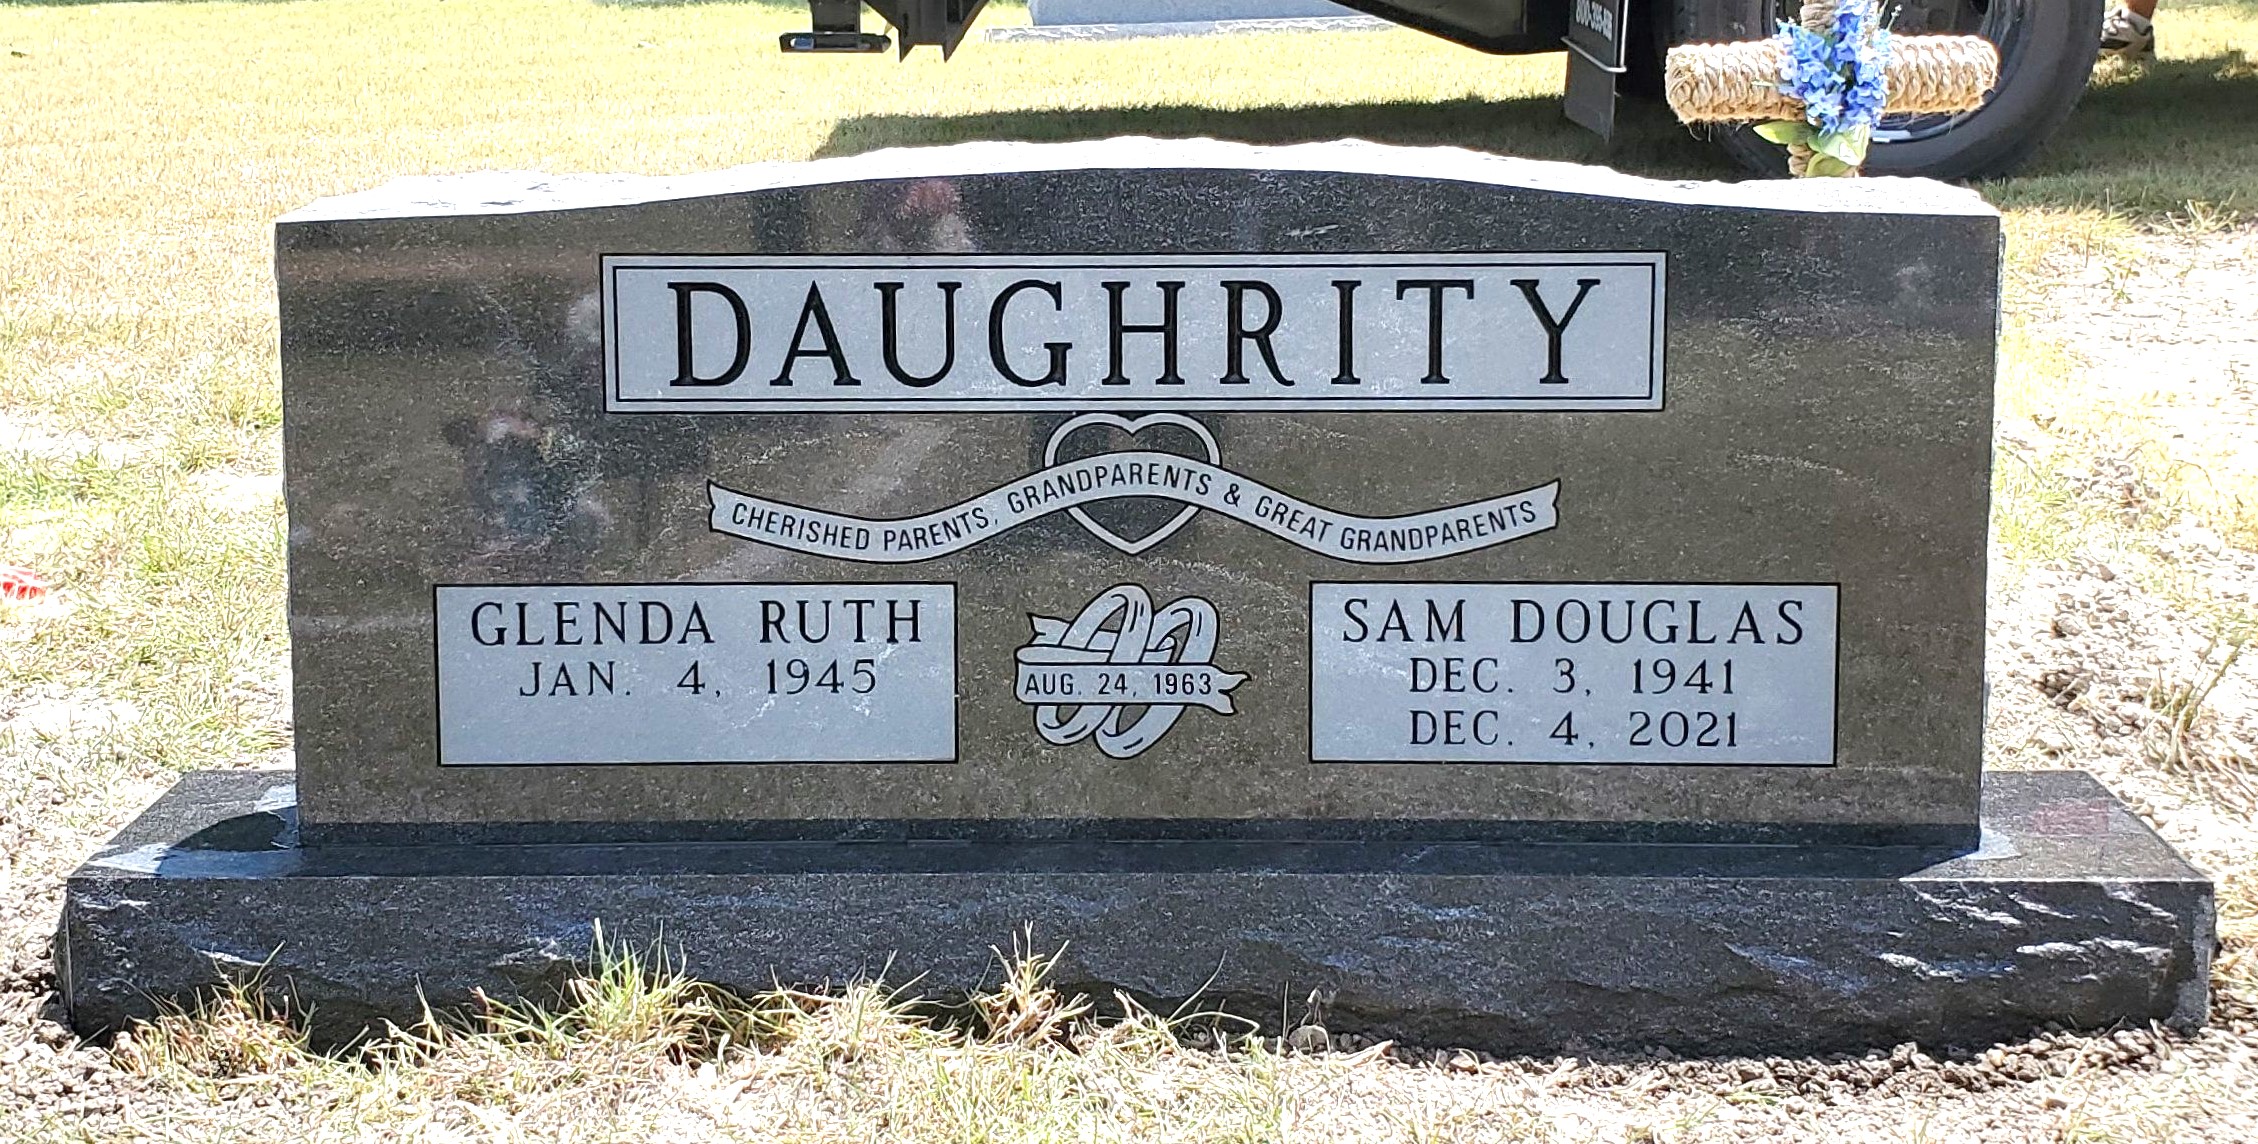 DAUGHRITY
CHERISHED PARENTS, GRANDPARENTS & GREAT GRANDPARENTS
GLENDA RUTH
JAN. 4, 1945
AUG. 24, 1963
SAM DOUGLAS
DEC. 3, 1941
DEC. 4, 2021